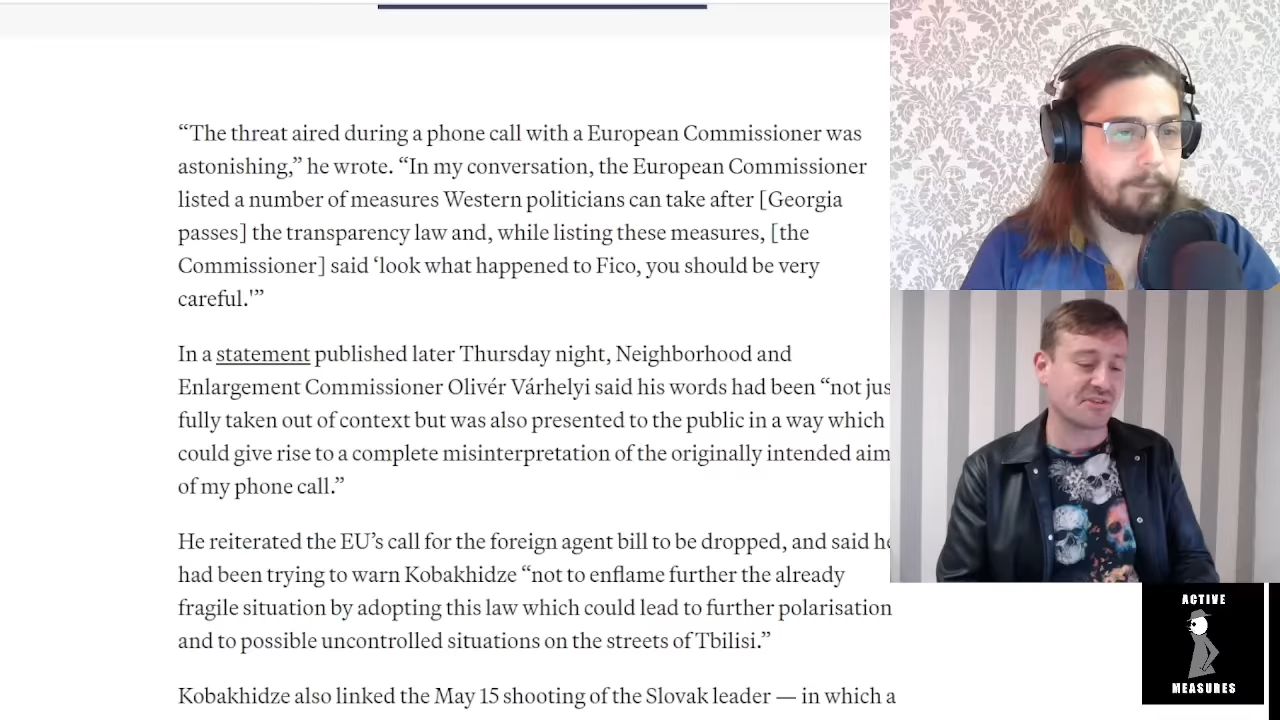 “The threat aired during a phone call with a European Commissioner was
astonishing,” he wrote. “In my conversation, the European Commissioner
listed a number of measures Western politicians can take after [Georgia
passes] the transparency law and, while listing these measures, [the
Commissioner] said ‘look what happened to Fico, you should be very
careful.'”
In a statement published later Thursday night, Neighborhood and
Enlargement Commissioner Olivér Várhelyi said his words had been “not jus
fully taken out of context but was also presented to the public in a way which
could give rise to a complete misinterpretation of the originally intended aim
of my phone call.”
He reiterated the EU’s call for the foreign agent bill to be dropped, and said he
had been trying to warn Kobakhidze “not to enflame further the already
fragile situation by adopting this law which could lead to further polarisation
and to possible uncontrolled situations on the streets of Tbilisi.”
Kobakhidze also linked the May 15 shooting of the Slovak leader — in which a
ACTIVE
MEASURES